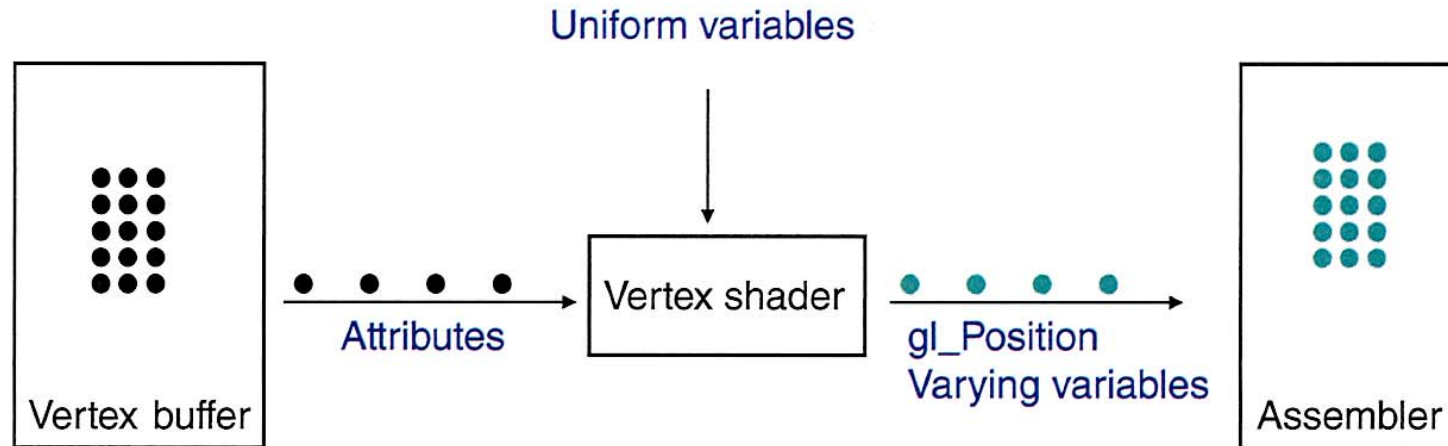 Uniform variables
Vertex shader
Attributes
gl_Position
Varying variables
Vertex buffer
Assembler